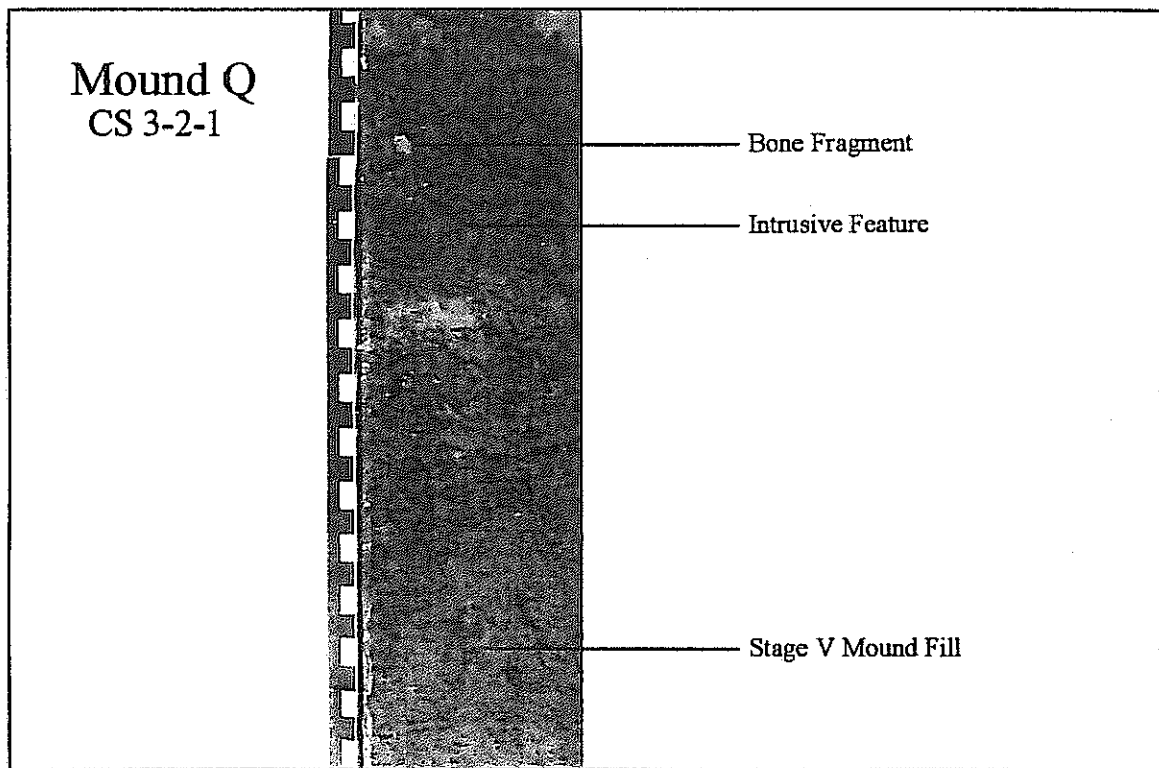 Mound Q
CS 3-2-1
Bone Fragment
Intrusive Feature
Stage V Mound Fill